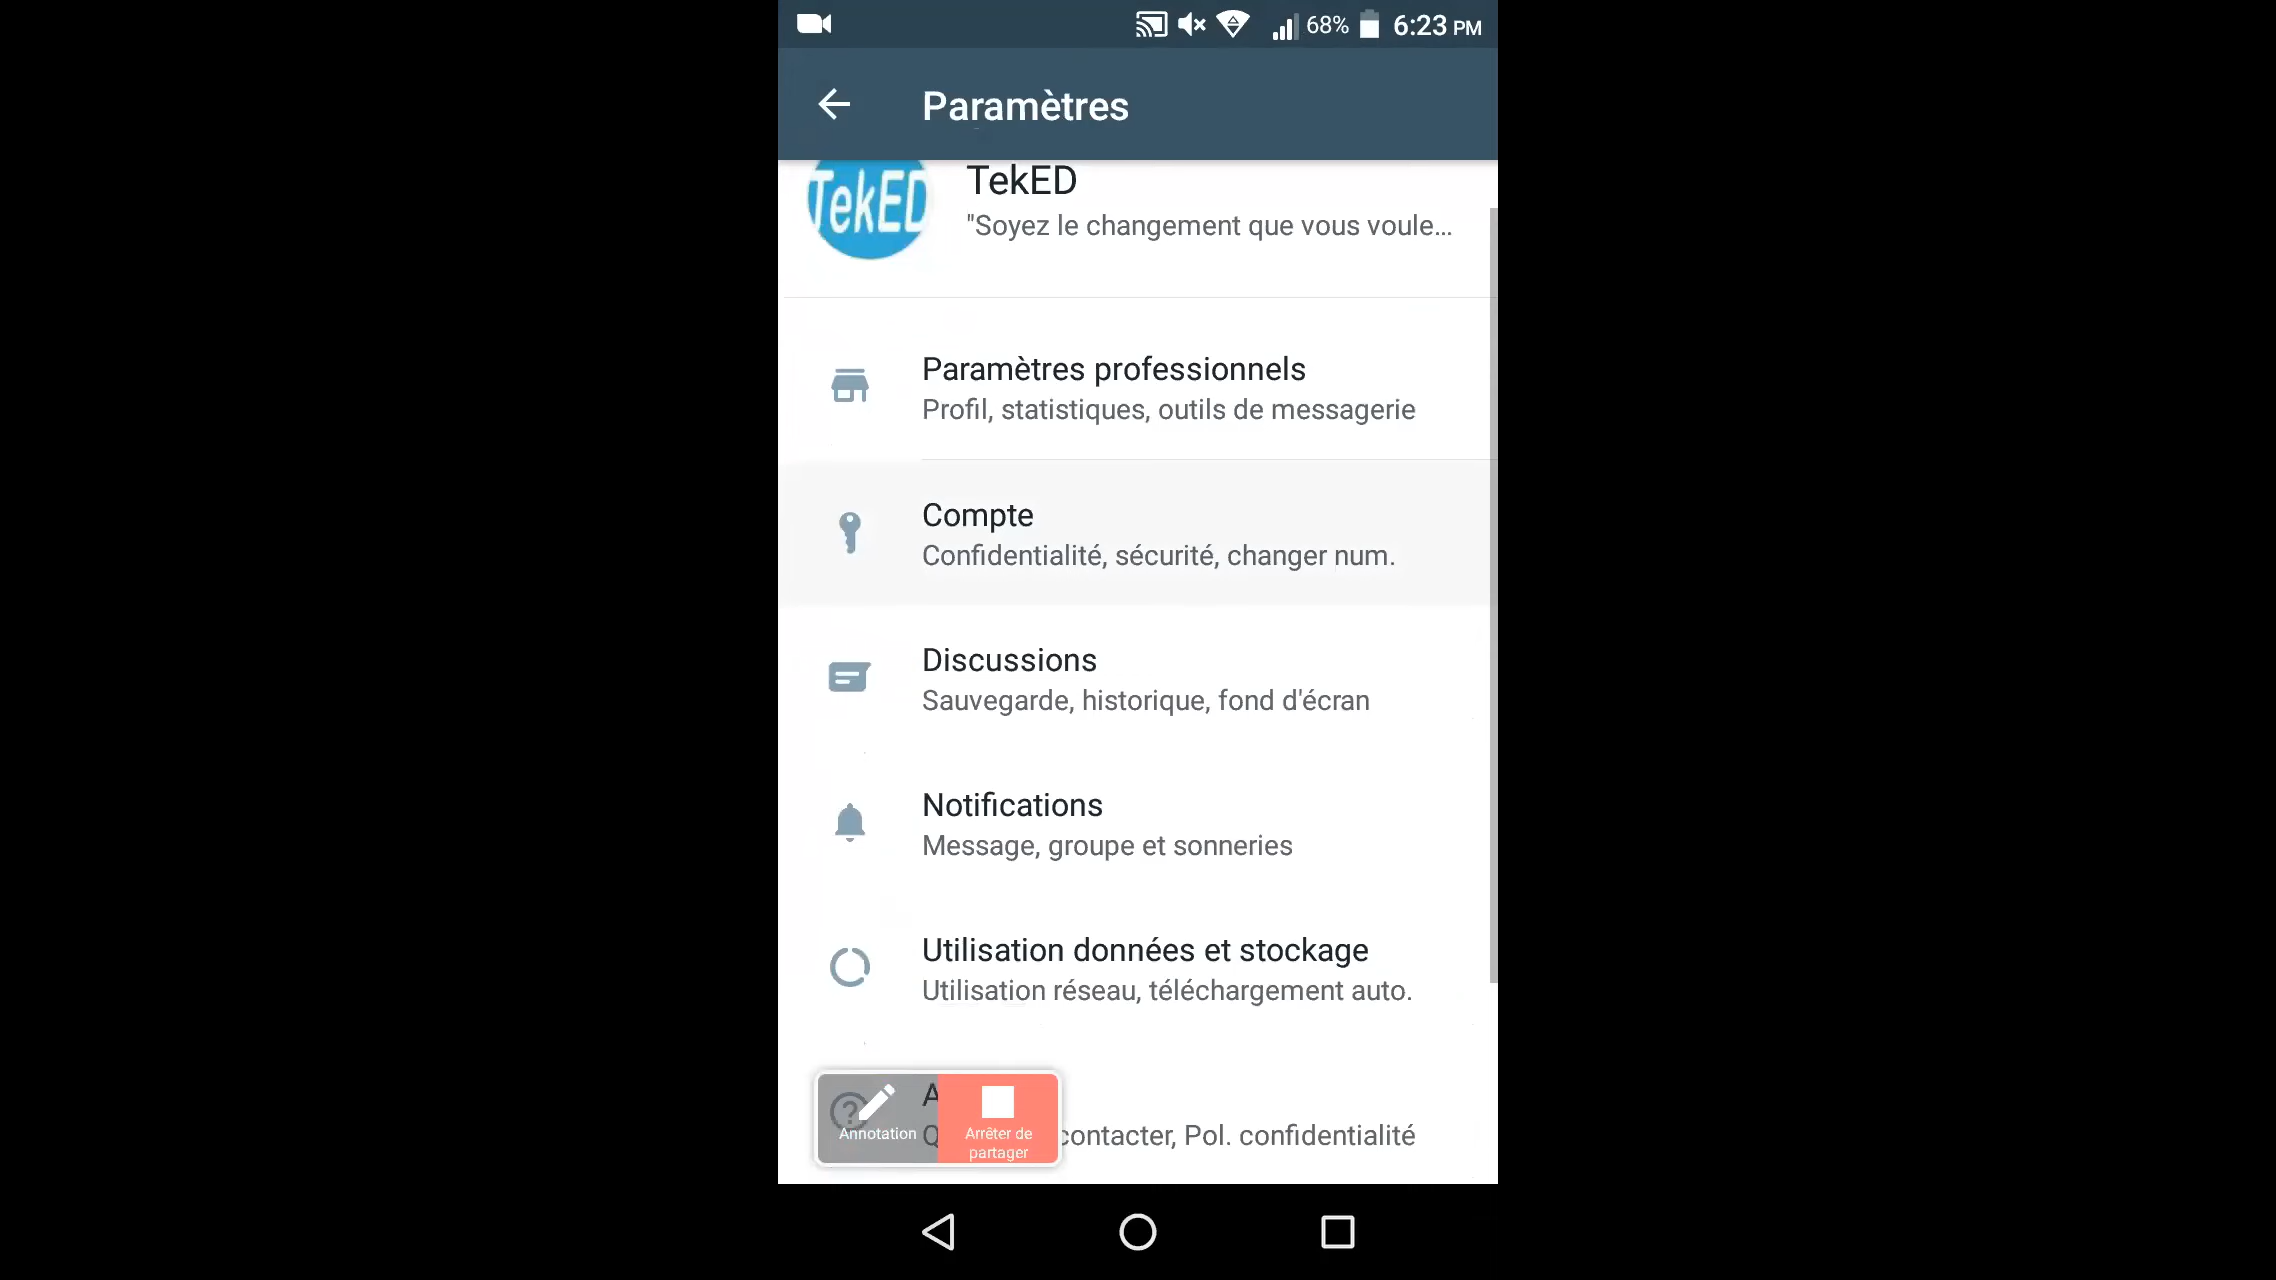 68% 6:23 PM
Paramètres
TekED
TekED
"Soyez le changement que vous voule...
Paramètres professionnels
Profil, statistiques, outils de messagerie
Compte
Confidentialité, sécurité, changer num.
Discussions
Sauvegarde, historique, fond d'écran
Notifications
Message, groupe et sonneries
Utilisation données et stockage
Utilisation réseau, téléchargement auto.
Annotation
Arrêter de
partager
contacter, Pol. confidentialité